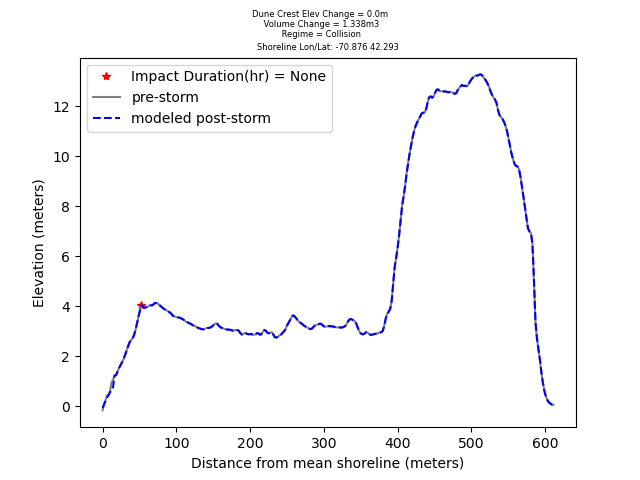 Dune Crest Elev Change = 0.0m
Volume Change = 1.338m3
Regime = Collision
Shoreline Lon/Lat: -70.876 42.293
Impact Duration(hr) = None
pre-storm
modeled post-storm
Elevation (meters)
12
10
8
6
4
2
0
0 100 200 300 400 500 600
Distance from mean shoreline (meters)